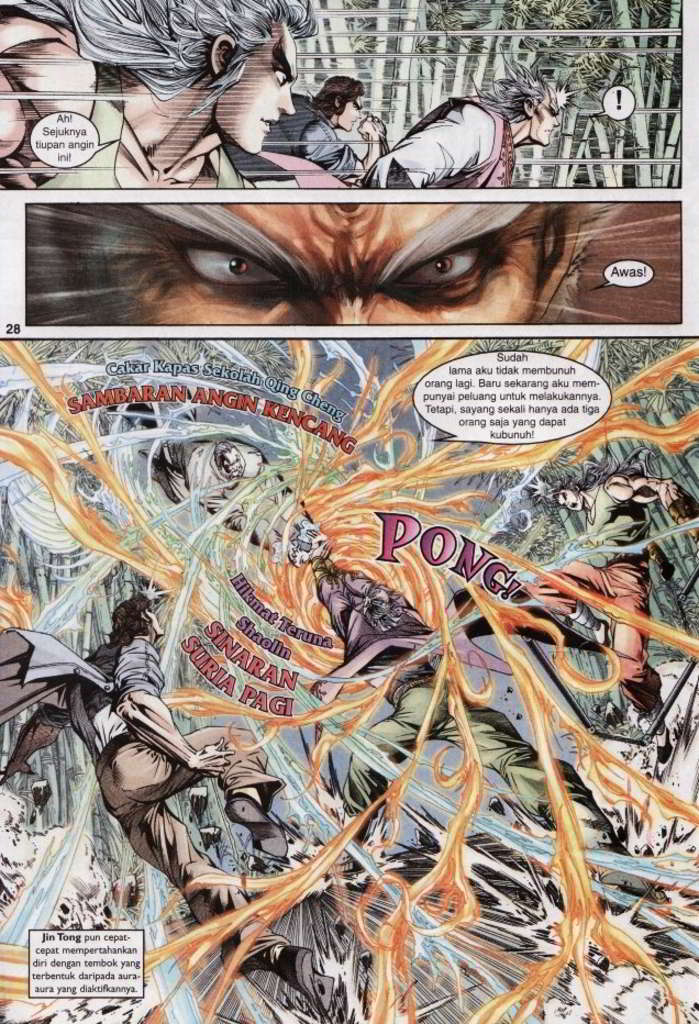 Ah!
Sejuknya
tiupan angin
ini!
!
Awas!
28
Cakar Kapas Sekolah Qing Cheng
SAMBARAN ANGIN KENCANG
Sudah
lama aku tidak membunuh
orang lagi. Baru sekarang aku mem-
punyai peluang untuk melakukannya.
Tetapi, sayang sekali hanya ada tiga
orang saja yang dapat
kubunuh!
PONG!
Hikmat Teruna
Shaolin
SINARAN
SURIA PAGI
Jin Tong pun cepat-
cepat mempertahankan
diri dengan tembok yang
terbentuk daripada aura-
aura yang diaktifkannya.